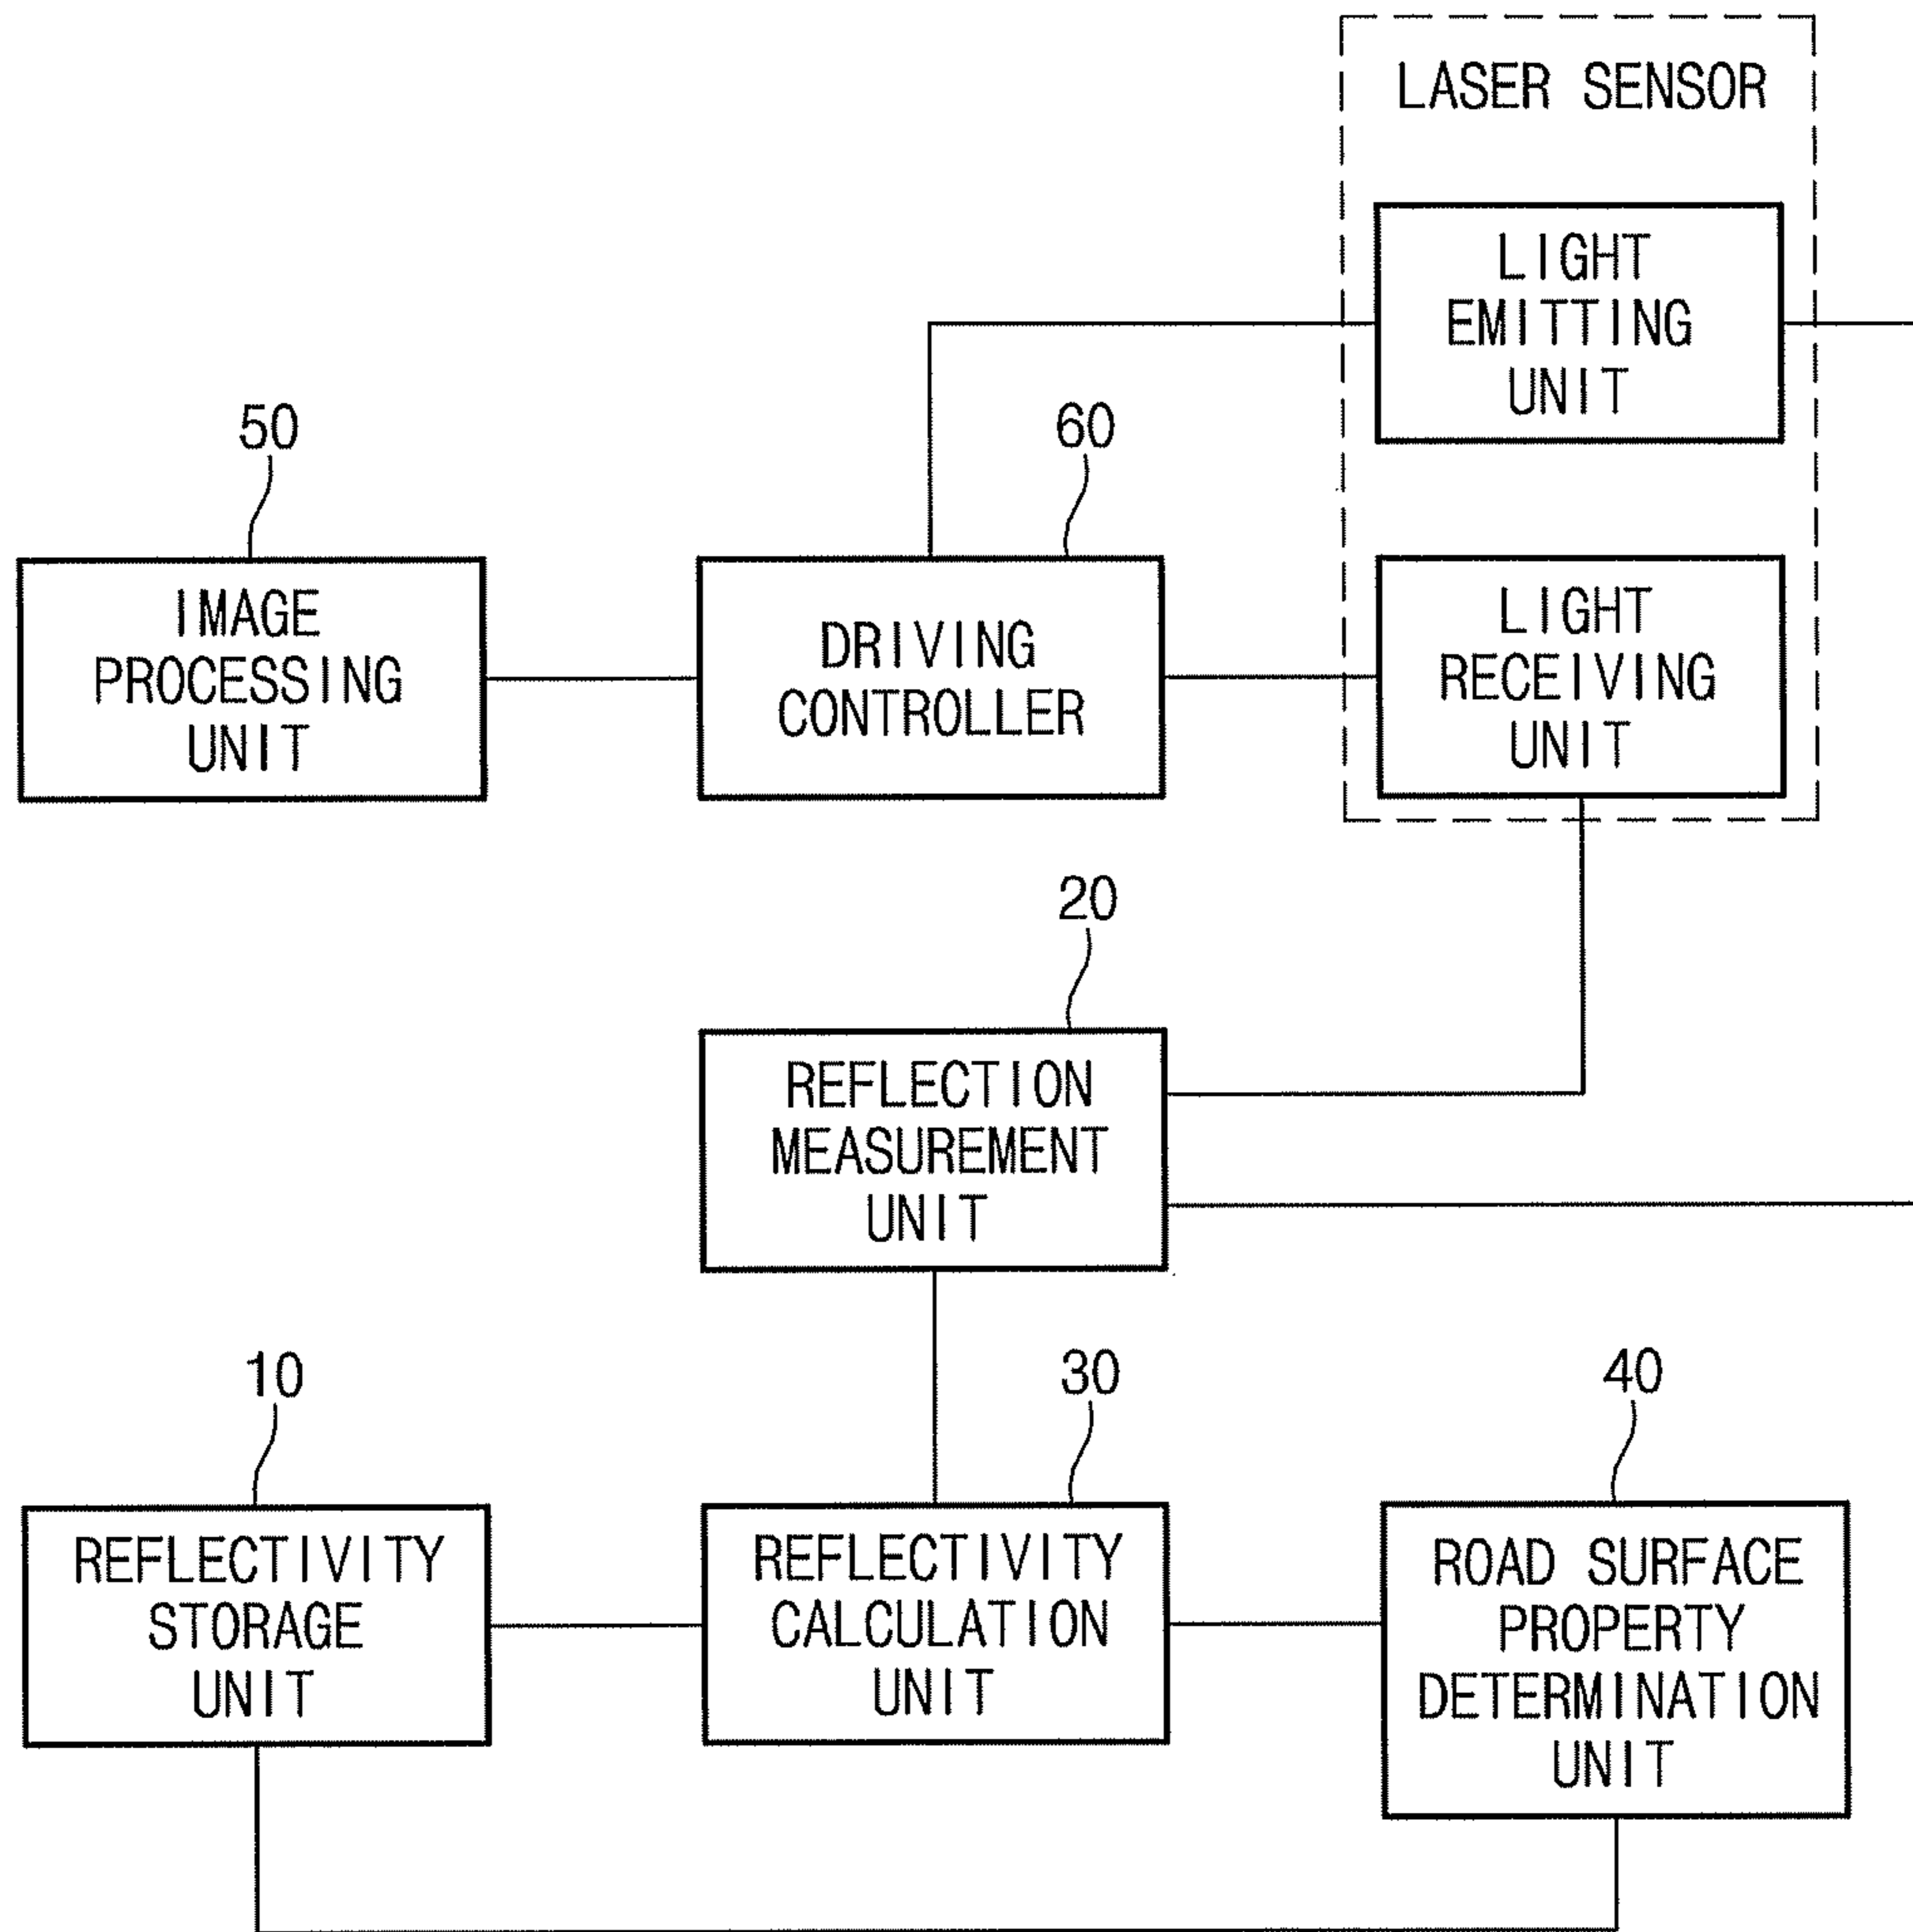 LASER SENSOR
LIGHT
EMITTING
UNIT
50
60
IMAGE
PROCESSING
UNIT
DRIVING
CONTROLLER
LIGHT
RECEIVING
UNIT
20
REFLECTION
MEASUREMENT
UNIT
10
30
40
REFLECTIVITY
STORAGE
UNIT
REFLECTIVITY
CALCULATION
UNIT
ROAD SURFACE
PROPERTY
DETERMINATION
UNIT